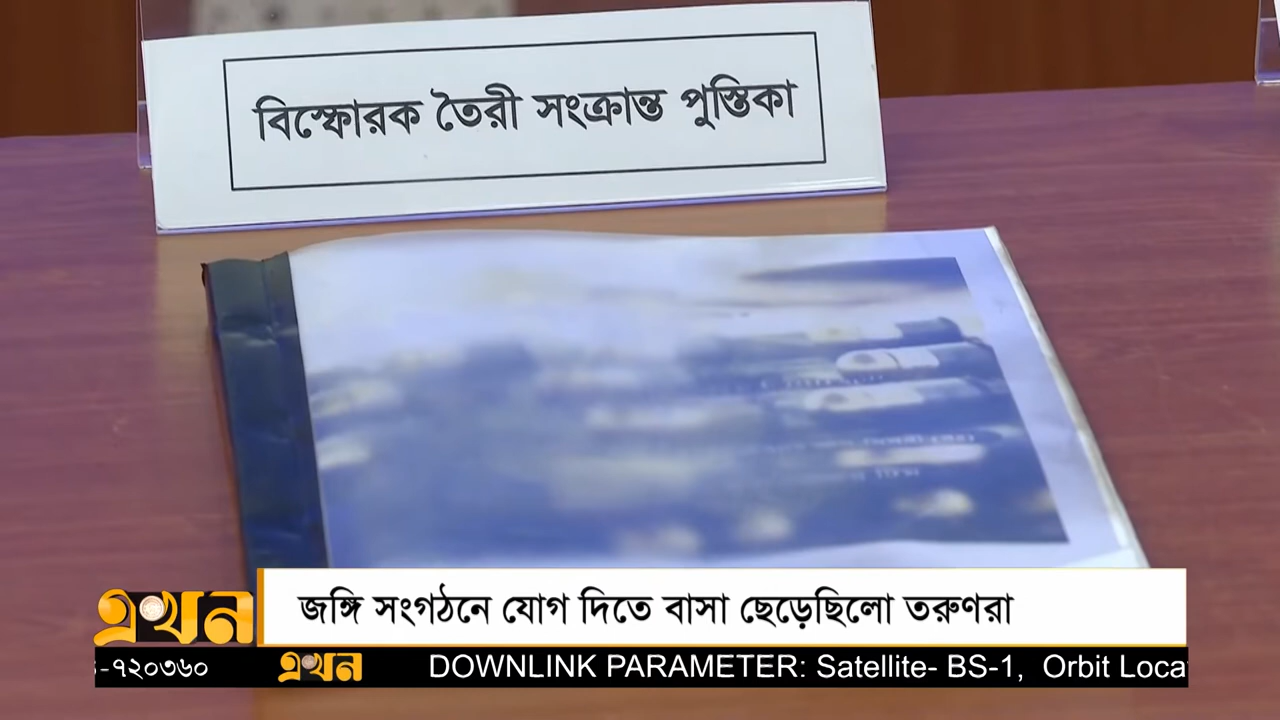 বিস্ফোরক তৈরী সংক্রান্ত পুস্তিকা
জঙ্গি সংগঠনে যোগ দিতে বাসা ছেড়েছিলো তরুণরা
এখন
-৭২০৩৬০ এখন DOWNLINK PARAMETER: Satellite- BS-1, Orbit Loca